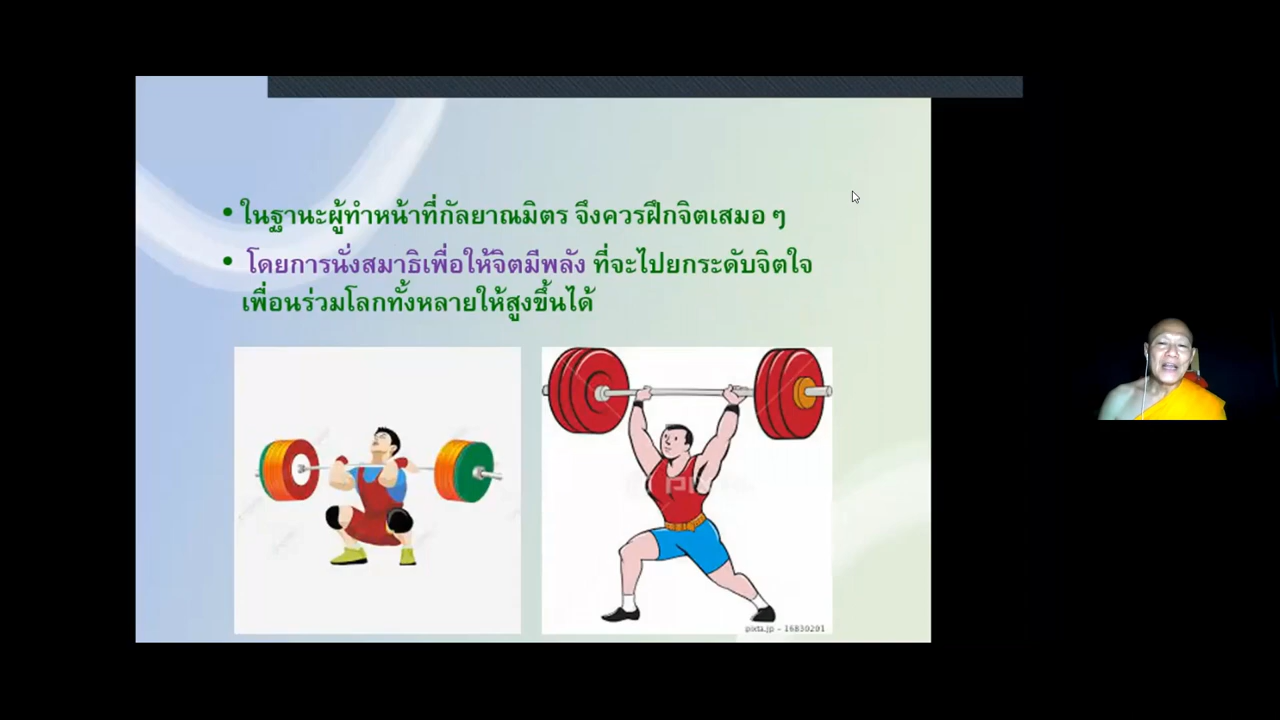 • ในฐานะผู้ทำหน้าที่กัลยาณมิตร จึงควรฝึกจิตเสมอ ๆ
• โดยการนั่งสมาธิเพื่อให้จิตมีพลัง ที่จะไปยกระดับจิตใจ
เพื่อนร่วมโลกทั้งหลายให้สูงขึ้นได้
pixta.jp - 16830291